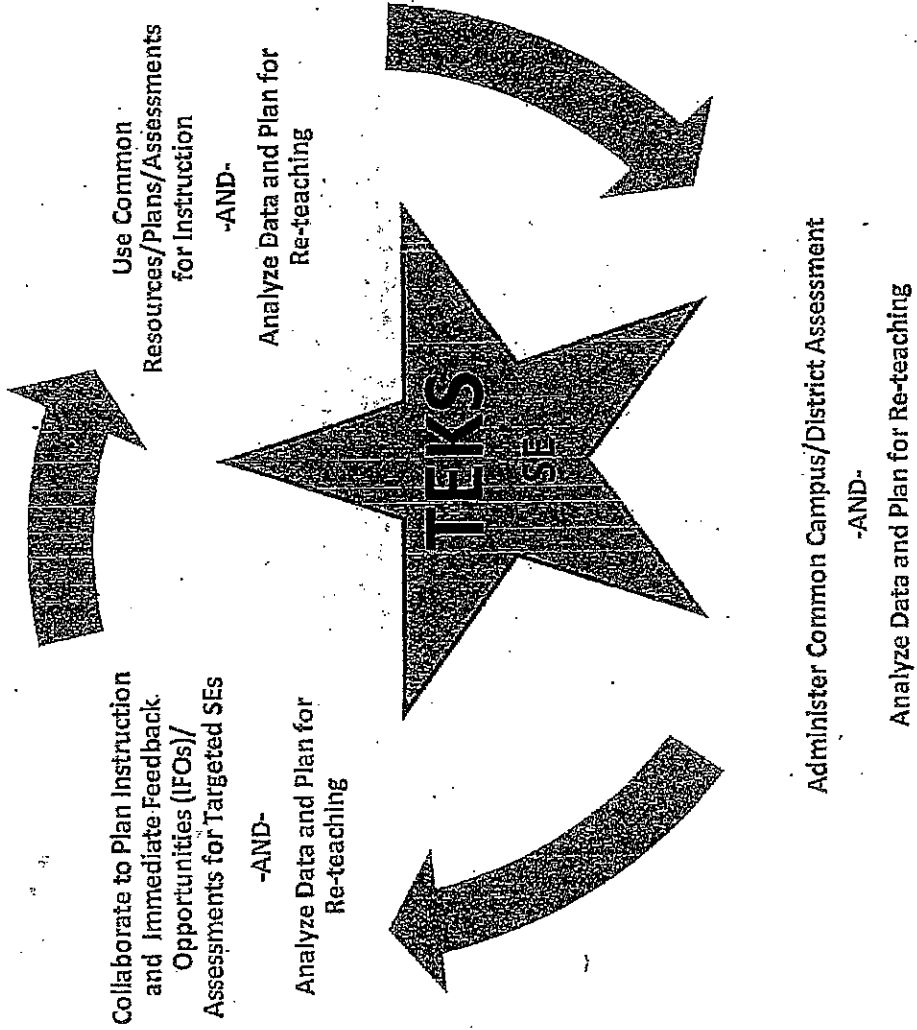 Collaborate to Plan Instruction
and Immediate Feedback
Opportunities (IFOs)/
Assessments for Targeted SEs
-AND-
Analyze Data and Plan for
Re-teaching
Use Common
Resources/Plans/Assessments
for Instruction
-AND-
Analyze Data and Plan for
Re-teaching
TEKS
SE
Administer Common Campus/District Assessment
-AND-
Analyze Data and Plan for Re-teaching